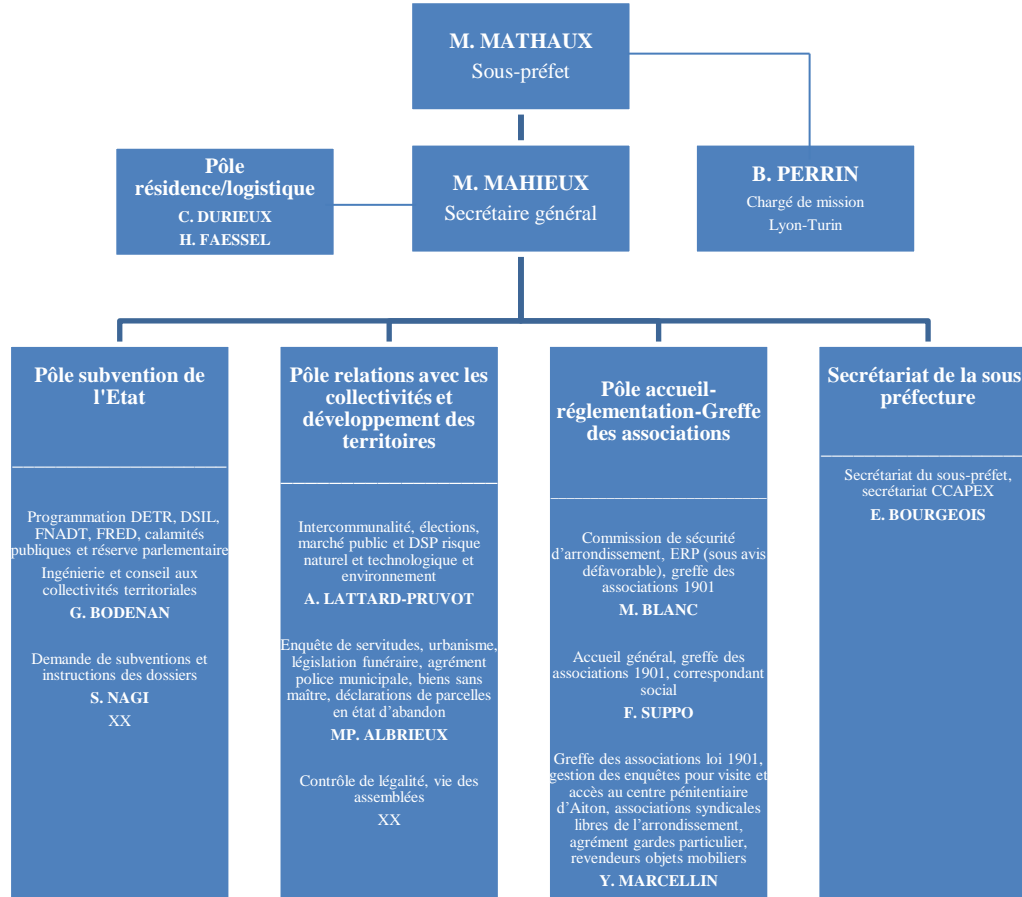 M. MATHAUX
Sous-préfet
Pôle
résidence/logistique
C. DURIEUX
H. FAESSEL
M. MAHIEUX
Secrétaire général
B. PERRIN
Chargé de mission
Lyon-Turin
Pôle subvention de
l'Etat
Programmation DETR, DSIL,
FNADT, FRED, calamités
publiques et réserve parlementaire
Ingénierie et conseil aux
collectivités territoriales
G. BODENAN
Demande de subventions et
instructions des dossiers
S. NAGI
XX
Pôle relations avec les
collectivités et
développement des
territoires
Intercommunalité, élections,
marché public et DSP risque
naturel et technologique et
environnement
A. LATTARD-PRUVOT
Enquête de servitudes, urbanisme,
législation funéraire, agrément
police municipale, biens sans
maître, déclarations de parcelles
en état d’abandon
MP. ALBRIEUX
Contrôle de légalité, vie des
assemblées
XX
Pôle accueil-
réglementation-Greffe
des associations
Commission de sécurité
d’arrondissement, ERP (sous avis
défavorable), greffe des
associations 1901
M. BLANC
Accueil général, greffe des
associations 1901, correspondant
social
F. SUPPO
Greffe des associations loi 1901,
gestion des enquêtes pour visite et
accès au centre pénitentiaire
d’Aiton, associations syndicales
libres de l’arrondissement,
agrément gardes particulier,
revendeurs objets mobiliers
Y. MARCELLIN
Secrétariat de la sous
préfecture
Secrétariat du sous-préfet,
secrétariat CCAPEX
E. BOURGEOIS